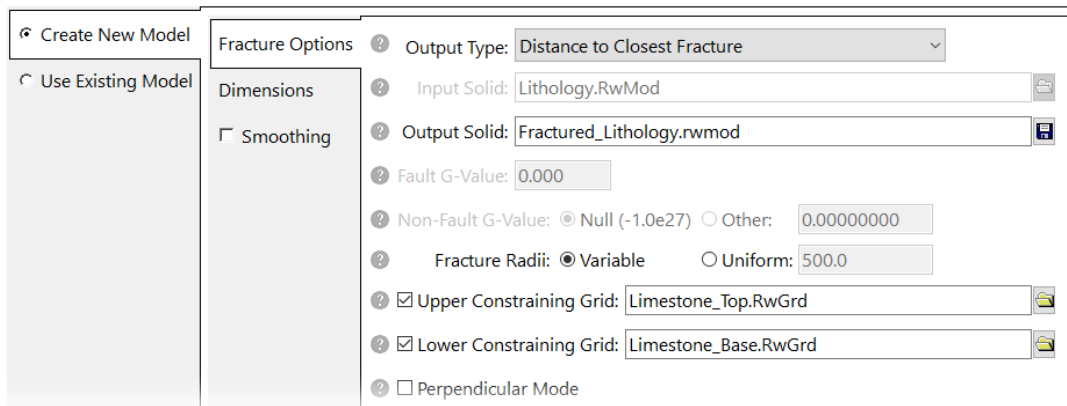 Create New Model
Use Existing Model
Fracture Options
Dimensions
Smoothing
? Output Type: Distance to Closest Fracture
? Input Solid: Lithology.RwMod
? Output Solid: Fractured_Lithology.rwmod
? Fault G-Value: 0.000
? Non-Fault G-Value: Null (-1.0e27) Other: 0.00000000
? Fracture Radii: Variable Uniform: 500.0
? Upper Constraining Grid: Limestone_Top.RwGrd
? Lower Constraining Grid: Limestone_Base.RwGrd
? Perpendicular Mode